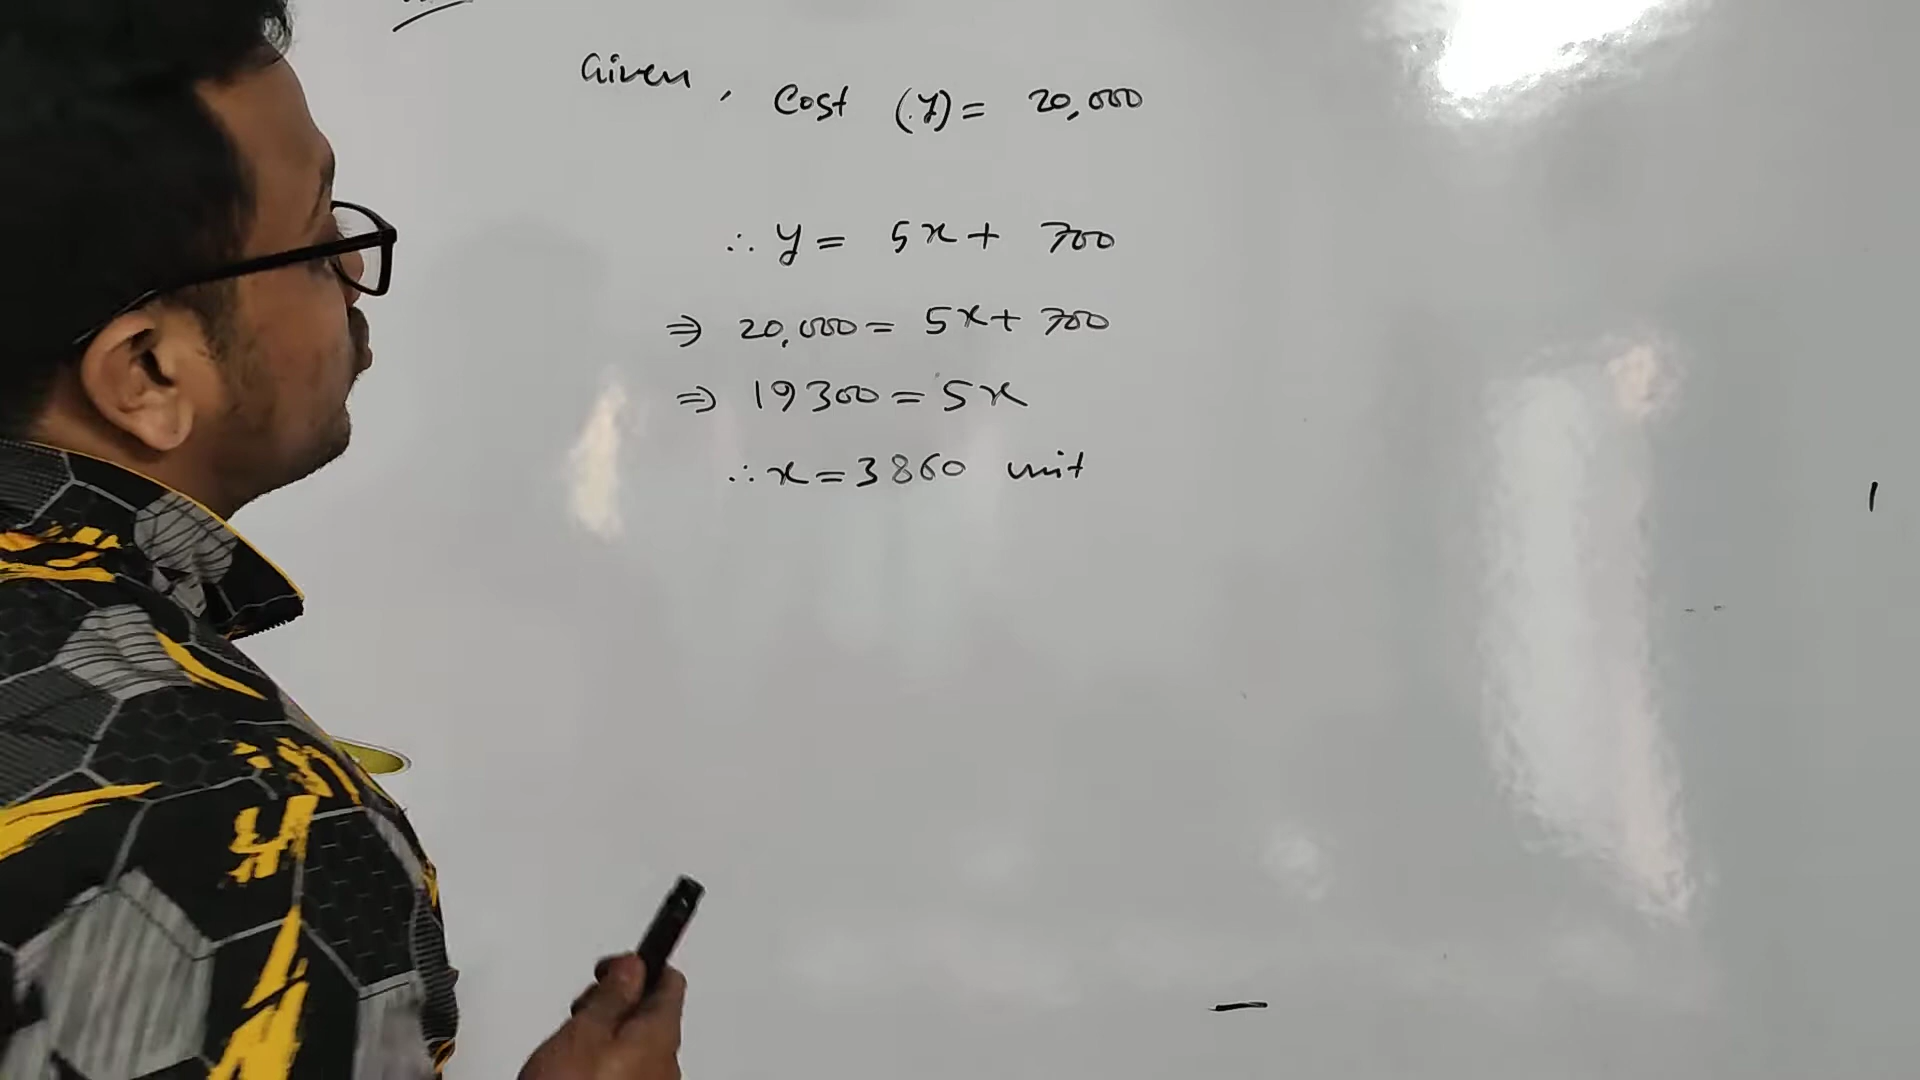 Given, Cost (y) = 20,000
∴ y = 5x + 700
⇒ 20,000 = 5x + 700
⇒ 19300 = 5x
∴ x = 3860 unit